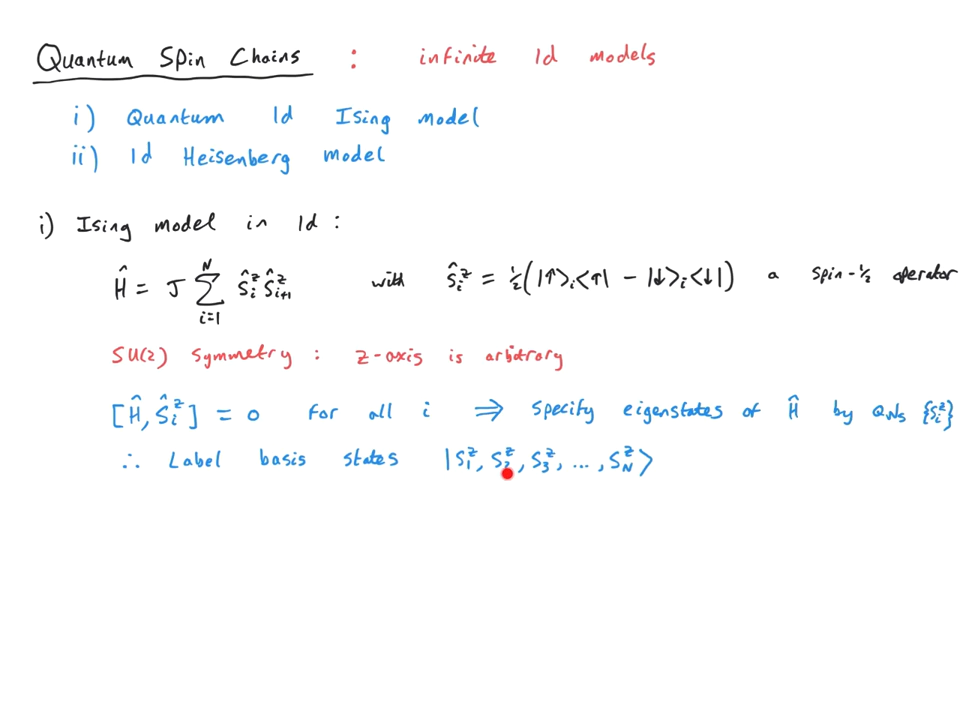 Quantum Spin Chains : infinite 1d models
i) Quantum 1d Ising model
ii) 1d Heisenberg model
i) Ising model in 1d :
Ĥ = J ∑_{i=1}^{N} Ŝ_i^z Ŝ_{i+1}^z with Ŝ_i^z = ½(|↑>_i<↑| − |↓>_i<↓|) a spin-½ operator
SU(2) symmetry : z-axis is arbitrary
[Ĥ, Ŝ_i^z] = 0 for all i ⇒ specify eigenstates of Ĥ by QNs {S_i^z}
∴ Label basis states |S_1^z, S_2^z, S_3^z, ... , S_N^z>